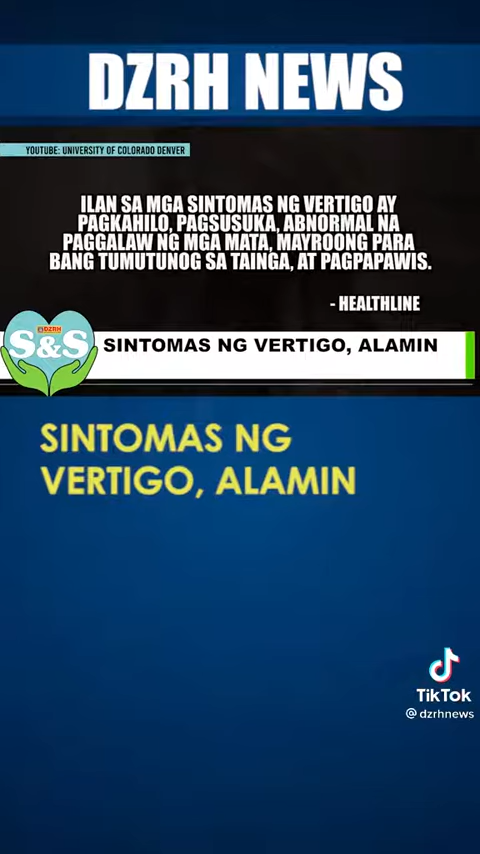 DZRH NEWS
YOUTUBE: UNIVERSITY OF COLORADO DENVER
ILAN SA MGA SINTOMAS NG VERTIGO AY
PAGKAHILO, PAGSUSUKA, ABNORMAL NA
PAGGALAW NG MGA MATA, MAYROONG PARA
BANG TUMUTUNOG SA TAINGA, AT PAGPAPAWIS.
- HEALTHLINE
DZRH
S&S
SINTOMAS NG VERTIGO, ALAMIN
SINTOMAS NG
VERTIGO, ALAMIN
TikTok
@dzrhnews